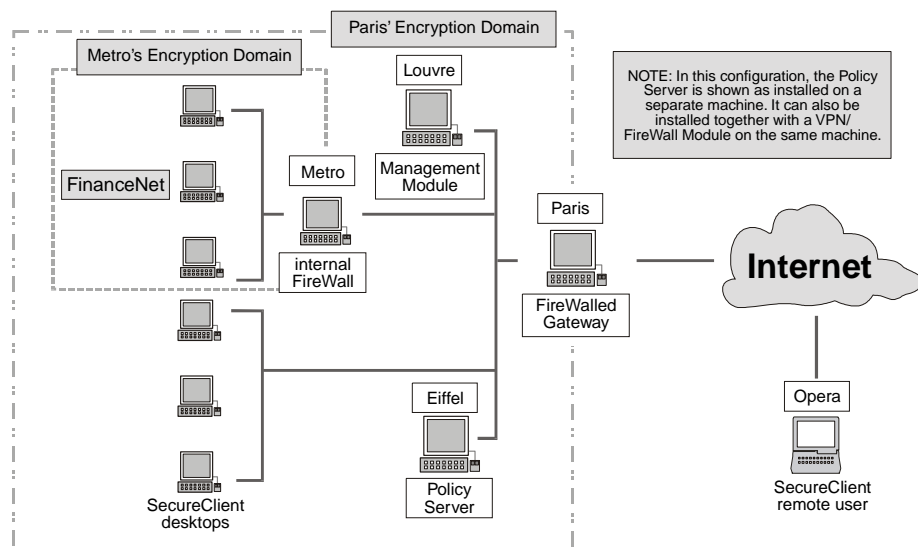 Paris’ Encryption Domain
Metro’s Encryption Domain
Louvre
NOTE: In this configuration, the Policy
Server is shown as installed on a
separate machine. It can also be
installed together with a VPN/
FireWall Module on the same machine.
FinanceNet
Metro
Management
Module
Paris
internal
FireWall
Internet
FireWalled
Gateway
Eiffel
Opera
Policy
Server
SecureClient
desktops
SecureClient
remote user